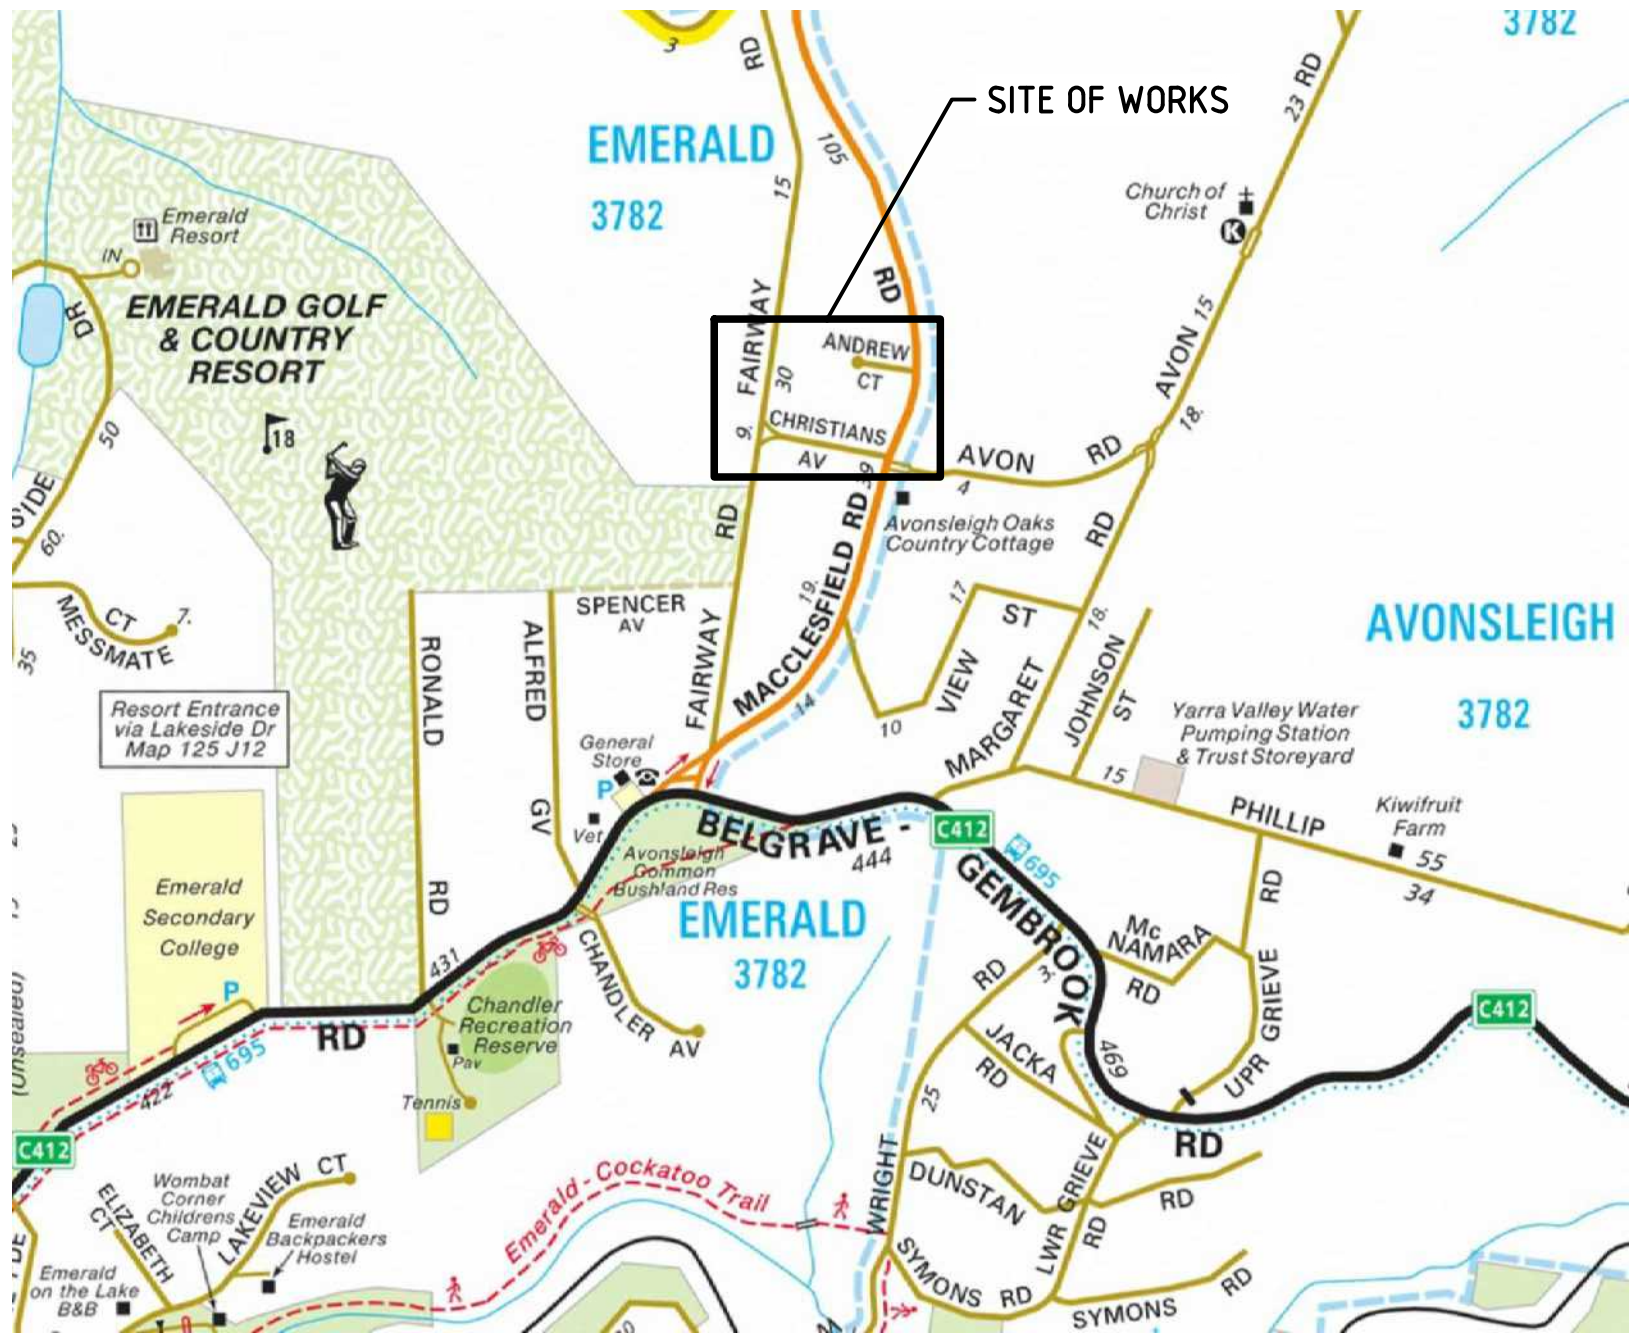 3782
3
RD
23 RD
SITE OF WORKS
105
EMERALD
15
3782
Church of
Christ
K
Emerald
Resort
IN
DR
EMERALD GOLF
& COUNTRY
RESORT
18
50
60.
FAIRWAY
30
9.
RD
ANDREW
CT
CHRISTIANS
AV
39
AVON 15
18.
AVON
RD
4
RD
Avonsleigh Oaks
Country Cottage
RD
MACCLESFIELD RD
19.
14
17
ST
VIEW
10
RD
MARGARET
18.
JOHNSON
ST
AVONSLEIGH
3782
CT
7.
MESSMATE
35
Resort Entrance
via Lakeside Dr
Map 125 J12
SPENCER
AV
RONALD
RD
ALFRED
GV
FAIRWAY
General
Store
P
Vet
Yarra Valley Water
Pumping Station
& Trust Storeyard
15
PHILLIP
Kiwifruit
Farm
55
34
BELGRAVE -
444
C412
695
GEMBROOK
Avonsleigh
Common
Bushland Res
EMERALD
3782
Emerald
Secondary
College
P
431
RD
695
422
C412
(Unsealed)
CHANDLER
AV
Chandler
Recreation
Reserve
Pav
Tennis
RD
3.
Mc
NAMARA
RD
RD
UPR GRIEVE
JACKA
RD
469
C412
RD
25
WRIGHT
DUNSTAN
LWR GRIEVE
RD
RD
SYMONS RD
SYMONS
RD
Emerald - Cockatoo Trail
ELIZABETH
CT
Wombat
Corner
Childrens
Camp
LAKEVIEW CT
Emerald
Backpackers
Hostel
Emerald
on the Lake
B&B